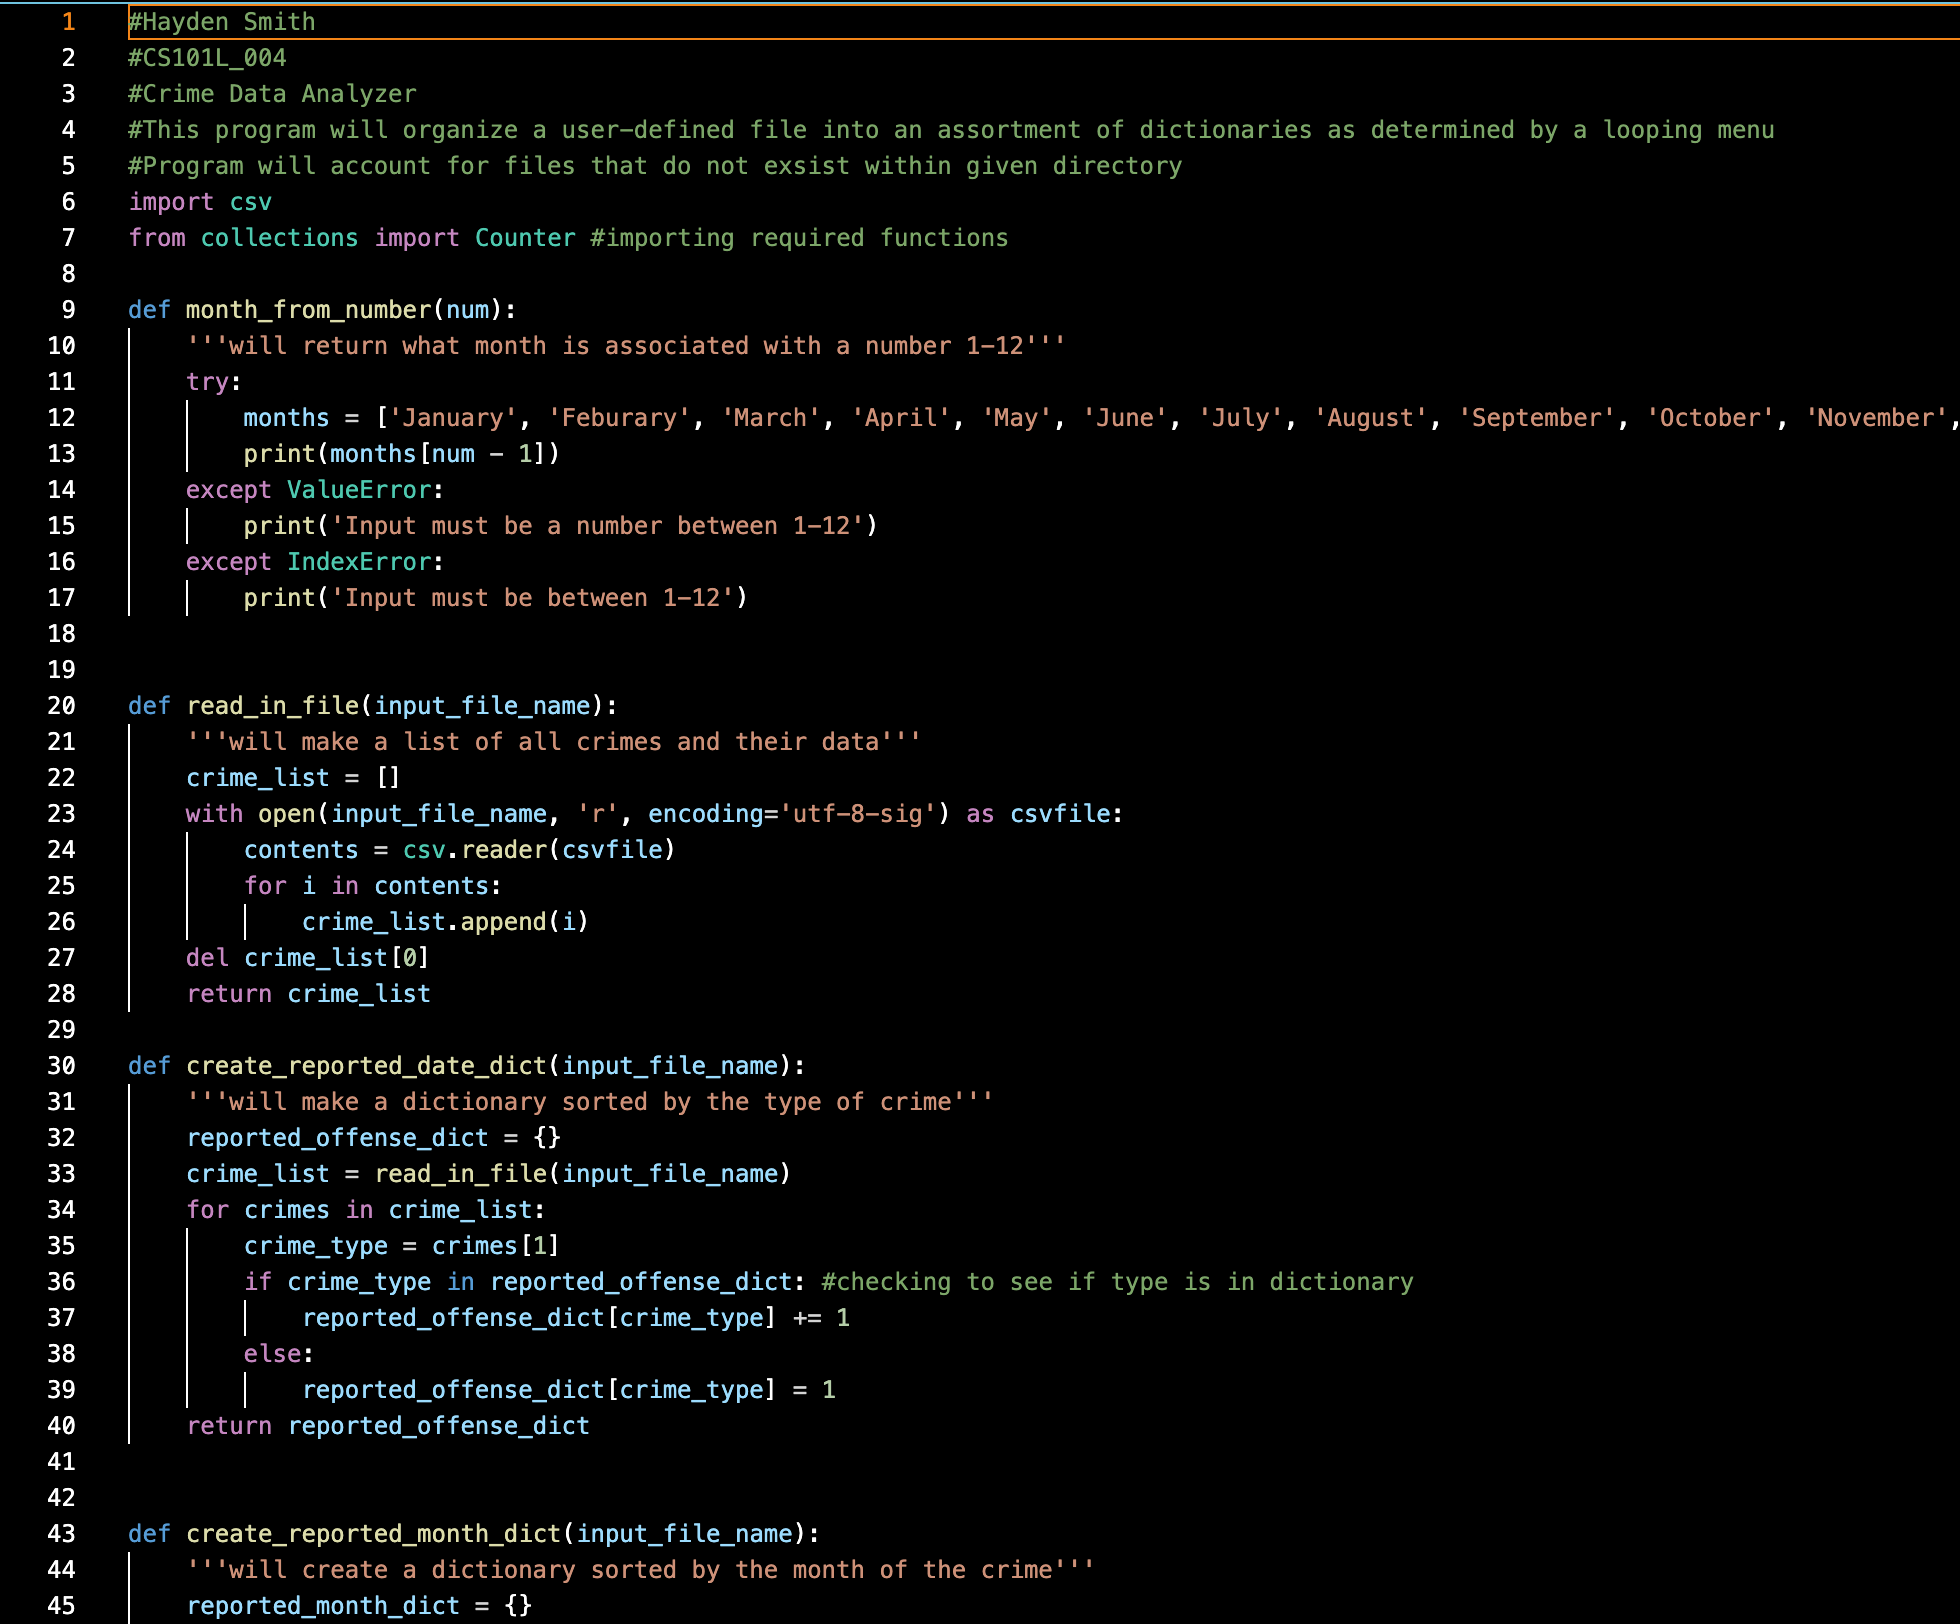 1 #Hayden Smith
2 #CS101L_004
3 #Crime Data Analyzer
4 #This program will organize a user-defined file into an assortment of dictionaries as determined by a looping menu
5 #Program will account for files that do not exsist within given directory
6 import csv
7 from collections import Counter #importing required functions
8
9 def month_from_number(num):
10     '''will return what month is associated with a number 1-12'''
11     try:
12         months = ['January', 'Feburary', 'March', 'April', 'May', 'June', 'July', 'August', 'September', 'October', 'November',
13         print(months[num - 1])
14     except ValueError:
15         print('Input must be a number between 1-12')
16     except IndexError:
17         print('Input must be between 1-12')
18
19
20 def read_in_file(input_file_name):
21     '''will make a list of all crimes and their data'''
22     crime_list = []
23     with open(input_file_name, 'r', encoding='utf-8-sig') as csvfile:
24         contents = csv.reader(csvfile)
25         for i in contents:
26             crime_list.append(i)
27     del crime_list[0]
28     return crime_list
29
30 def create_reported_date_dict(input_file_name):
31     '''will make a dictionary sorted by the type of crime'''
32     reported_offense_dict = {}
33     crime_list = read_in_file(input_file_name)
34     for crimes in crime_list:
35         crime_type = crimes[1]
36         if crime_type in reported_offense_dict: #checking to see if type is in dictionary
37             reported_offense_dict[crime_type] += 1
38         else:
39             reported_offense_dict[crime_type] = 1
40     return reported_offense_dict
41
42
43 def create_reported_month_dict(input_file_name):
44     '''will create a dictionary sorted by the month of the crime'''
45     reported_month_dict = {}